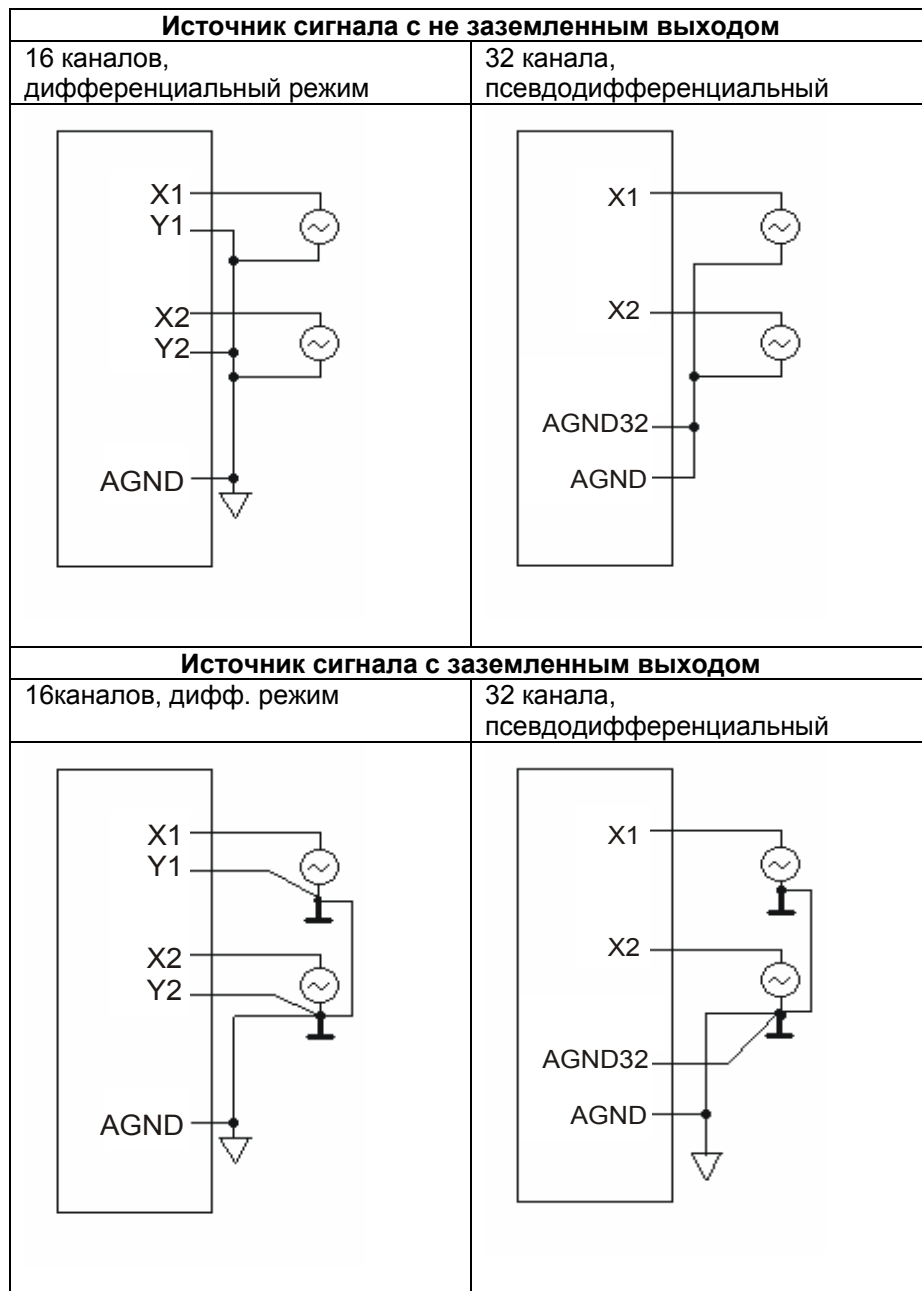 Источник сигнала с не заземленным выходом
16 каналов,
дифференциальный режим
32 канала,
псевдодифференциальный
X1
Y1
X2
Y2
AGND
X1
X2
AGND32
AGND
Источник сигнала с заземленным выходом
16каналов, дифф. режим
32 канала,
псевдодифференциальный
X1
Y1
X2
Y2
AGND
X1
X2
AGND32
AGND